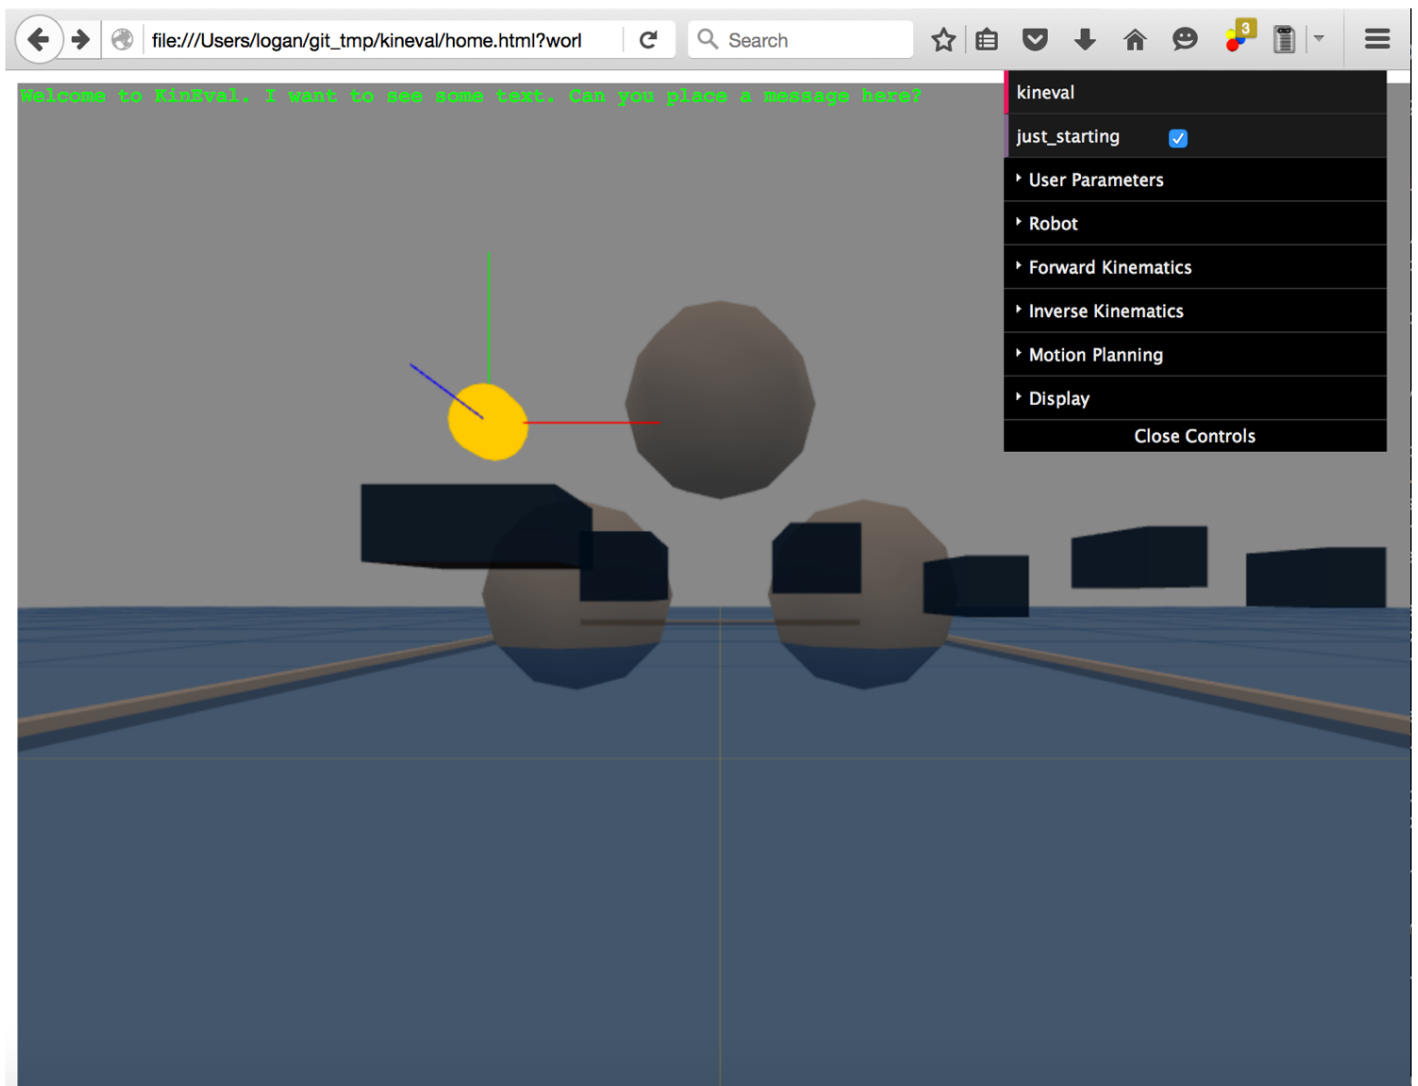 file:///Users/logan/git_tmp/kineval/home.html?worl
Search
3
Welcome to KinEval. I want to see some text. Can you place a message here?
kineval
just_starting
User Parameters
Robot
Forward Kinematics
Inverse Kinematics
Motion Planning
Display
Close Controls